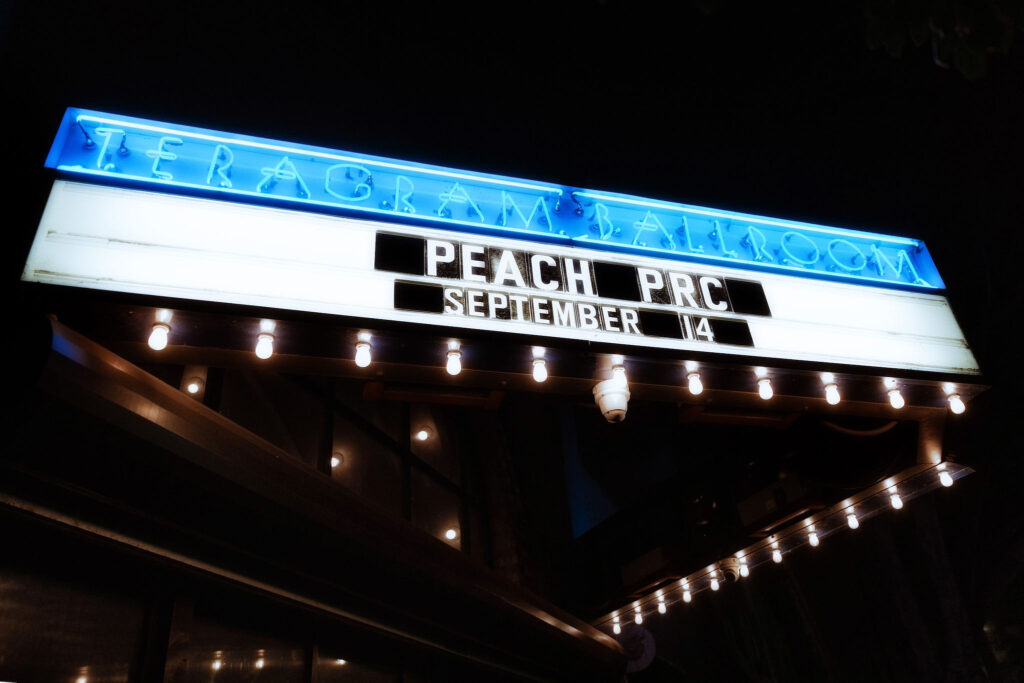 TERAGRAM BALLROOM
PEACH PRC
SEPTEMBER 14